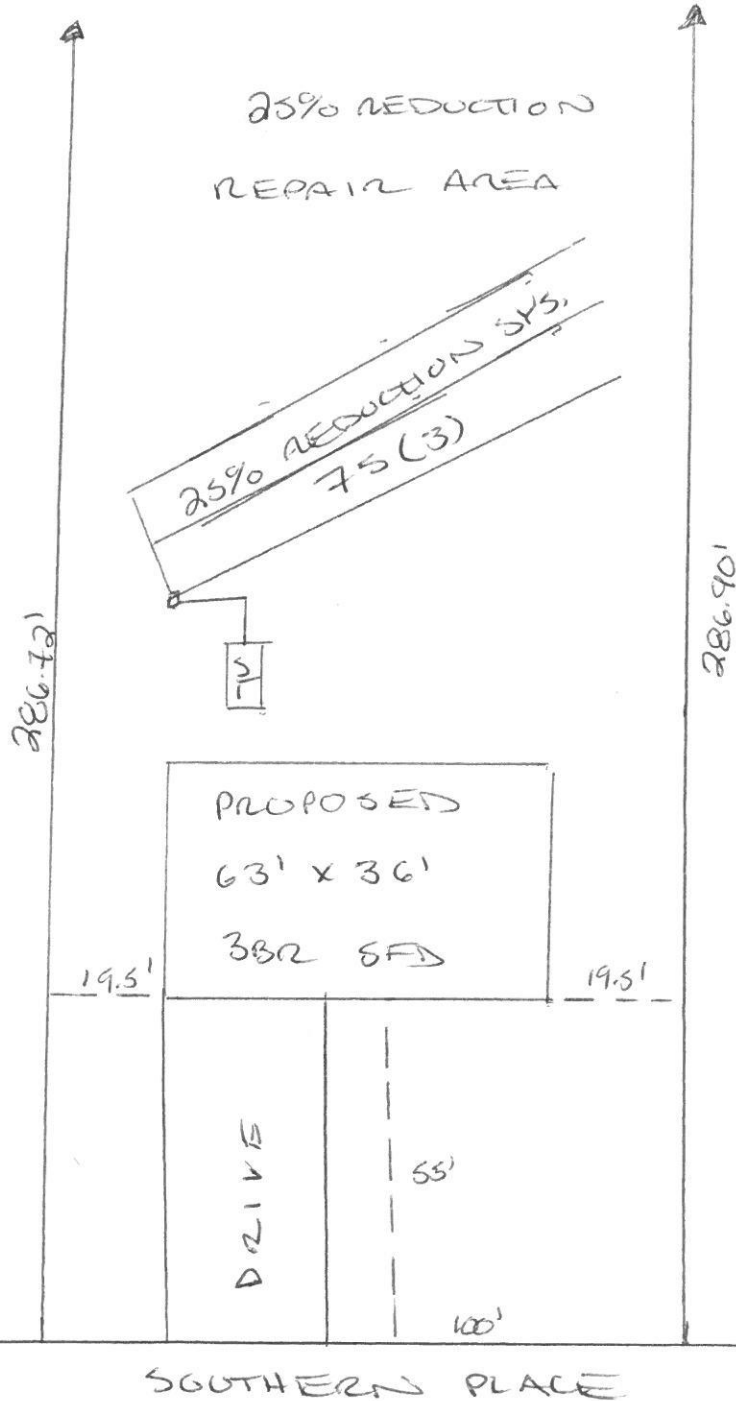 25% REDUCTION
REPAIR AREA
25% REDUCTION SYS.
75 (3)
286.72'
286.90'
PROPOSED
63' X 36'
3BR SFD
19.5'
19.5'
DRIVE
55'
100'
SOUTHERN PLACE